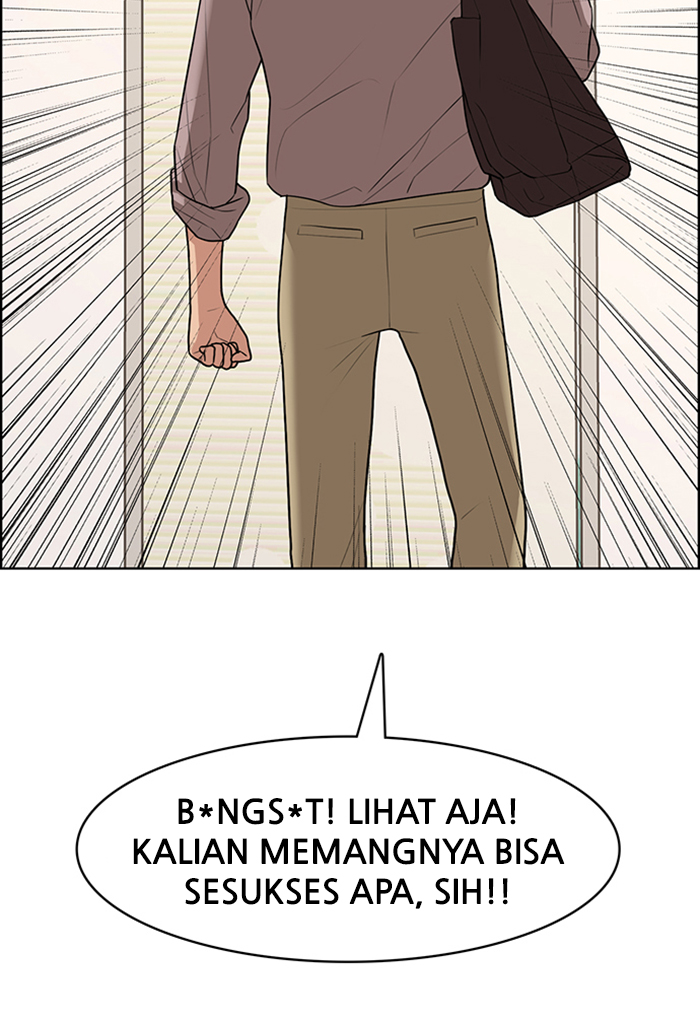 B*NGS*T! LIHAT AJA!
KALIAN MEMANGNYA BISA
SESUKSES APA, SIH!!